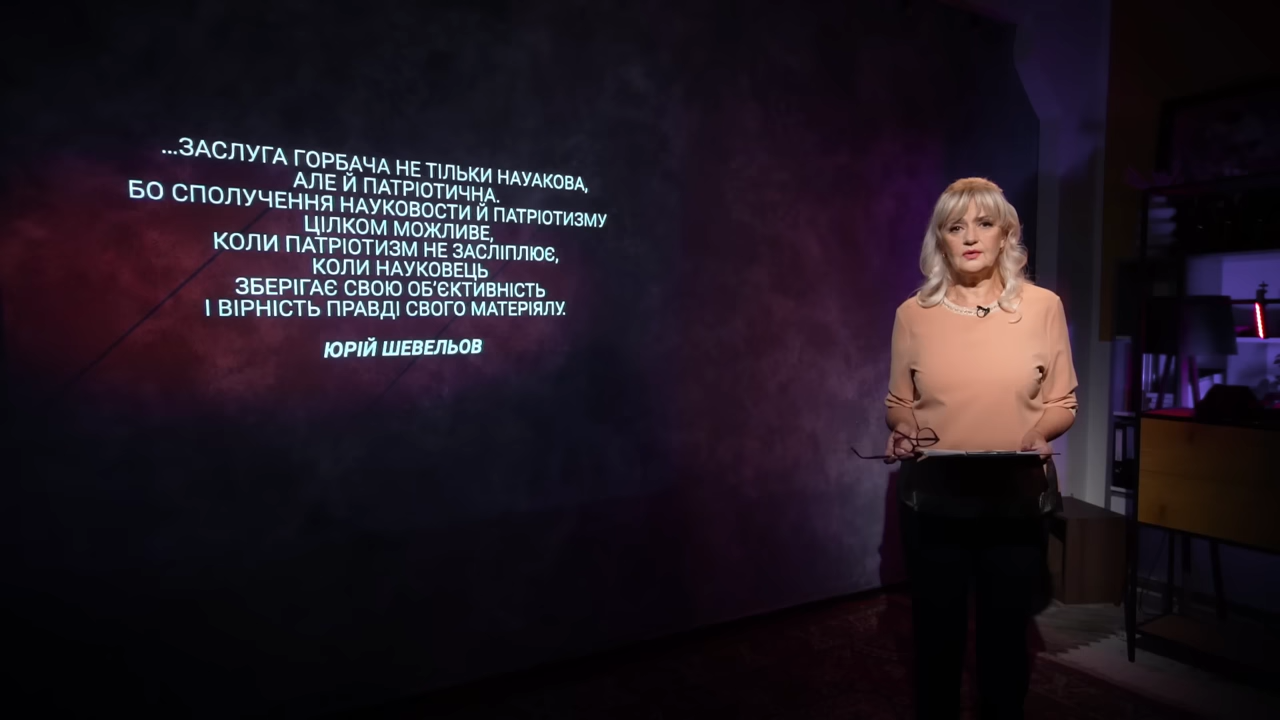 ...ЗАСЛУГА ГОРБАЧА НЕ ТІЛЬКИ НАУАКОВА,
АЛЕ Й ПАТРІОТИЧНА.
БО СПОЛУЧЕННЯ НАУКОВОСТИ Й ПАТРІОТИЗМУ
ЦІЛКОМ МОЖЛИВЕ,
КОЛИ ПАТРІОТИЗМ НЕ ЗАСЛІПЛЮЄ,
КОЛИ НАУКОВЕЦЬ
ЗБЕРІГАЄ СВОЮ ОБ'ЄКТИВНІСТЬ
І ВІРНІСТЬ ПРАВДІ СВОГО МАТЕРІЯЛУ.
ЮРІЙ ШЕВЕЛЬОВ